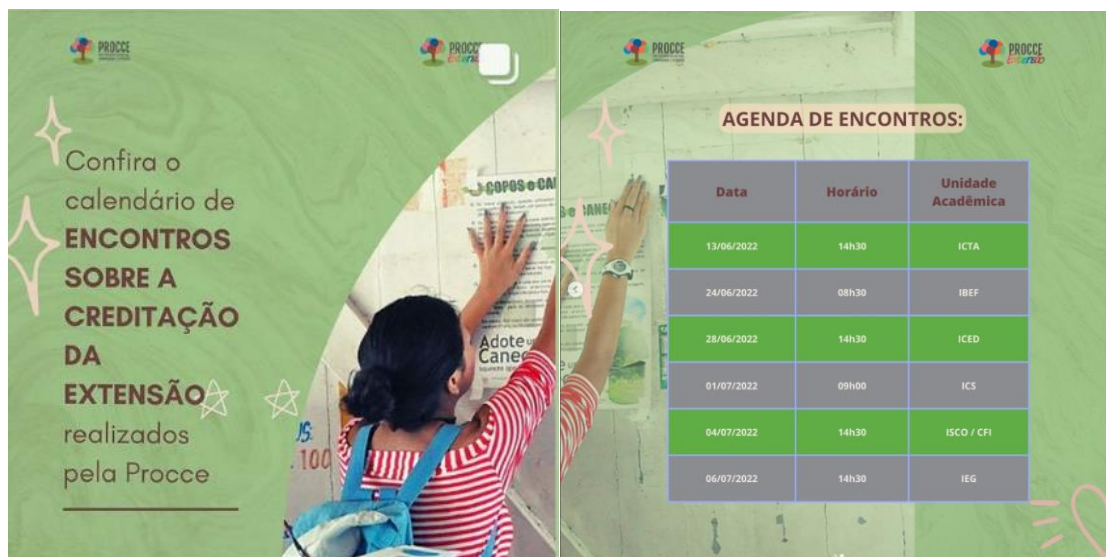 PROCCE
PROCCE
Confira o
calendário de
ENCONTROS
SOBRE A
CREDITAÇÃO
DA
EXTENSÃO
realizados
pela Procce
COPOS e CA
Adote
Canec
100
PROCCE
PROCCE
Extensão
AGENDA DE ENCONTROS:
Data Horário Unidade Acadêmica
13/06/2022 14h30 ICTA
24/06/2022 08h30 IBEF
28/06/2022 14h30 ICED
01/07/2022 09h00 ICS
04/07/2022 14h30 ISCO / CFI
06/07/2022 14h30 IEG